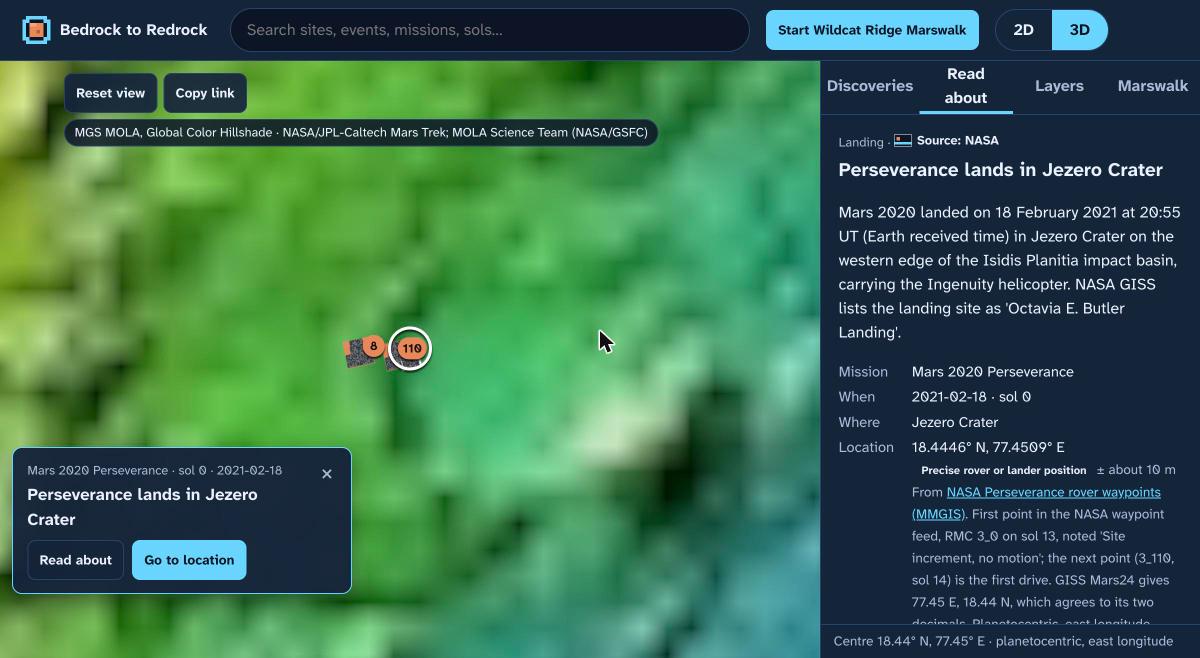 Bedrock to Redrock
Search sites, events, missions, sols...
Start Wildcat Ridge Marswalk
2D
3D
Reset view
Copy link
MGS MOLA, Global Color Hillshade · NASA/JPL-Caltech Mars Trek; MOLA Science Team (NASA/GSFC)
8
110
Mars 2020 Perseverance · sol 0 · 2021-02-18
×
Perseverance lands in Jezero
Crater
Read about
Go to location
Discoveries
Read
about
Layers
Marswalk
Landing · Source: NASA
Perseverance lands in Jezero Crater
Mars 2020 landed on 18 February 2021 at 20:55
UT (Earth received time) in Jezero Crater on the
western edge of the Isidis Planitia impact basin,
carrying the Ingenuity helicopter. NASA GISS
lists the landing site as 'Octavia E. Butler
Landing'.
Mission Mars 2020 Perseverance
When 2021-02-18 · sol 0
Where Jezero Crater
Location 18.4446° N, 77.4509° E
Precise rover or lander position ± about 10 m
From NASA Perseverance rover waypoints
(MMGIS). First point in the NASA waypoint
feed, RMC 3_0 on sol 13, noted 'Site
increment, no motion'; the next point (3_110,
sol 14) is the first drive. GISS Mars24 gives
77.45 E, 18.44 N, which agrees to its two
decimals. Planetocentric, east longitude
Centre 18.44° N, 77.45° E · planetocentric, east longitude